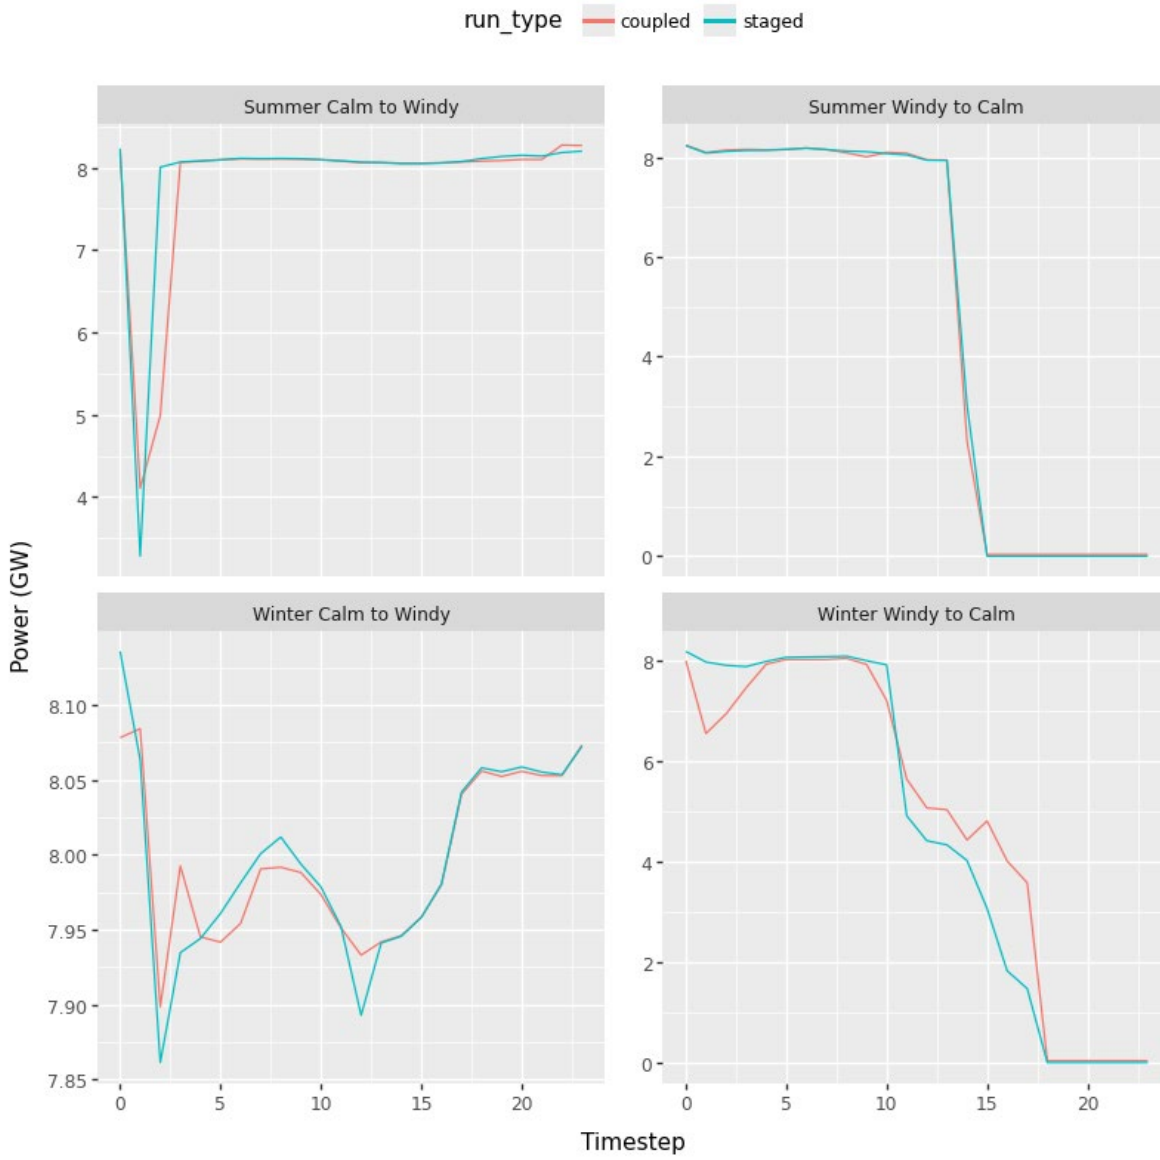 run_type coupled staged
Summer Calm to Windy
8
7
6
5
4
Summer Windy to Calm
8
6
4
2
0
Power (GW)
Winter Calm to Windy
8.10
8.05
8.00
7.95
7.90
7.85
0 5 10 15 20
Winter Windy to Calm
8
6
4
2
0
0 5 10 15 20
Timestep